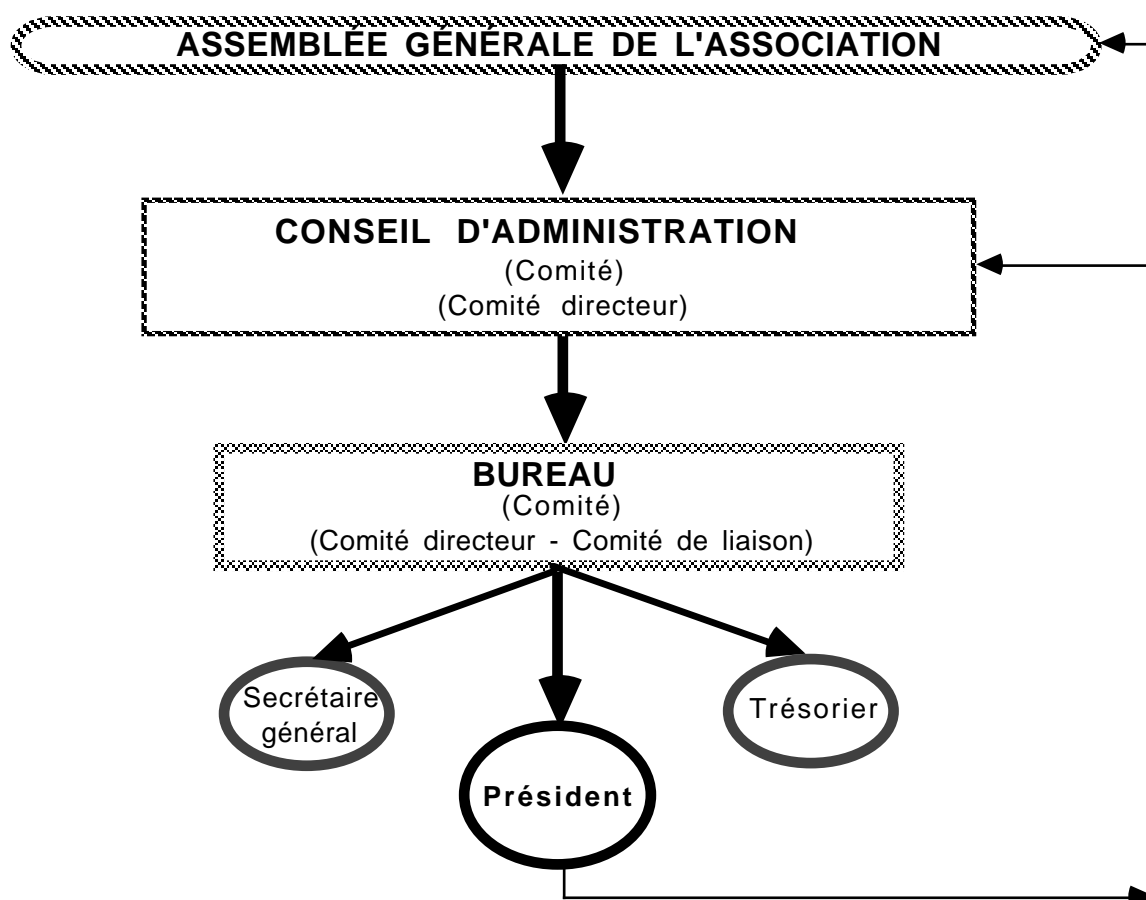 ASSEMBLÉE GÉNÉRALE DE L'ASSOCIATION
CONSEIL D'ADMINISTRATION
(Comité)
(Comité directeur)
BUREAU
(Comité)
(Comité directeur - Comité de liaison)
Secrétaire
général
Trésorier
Président